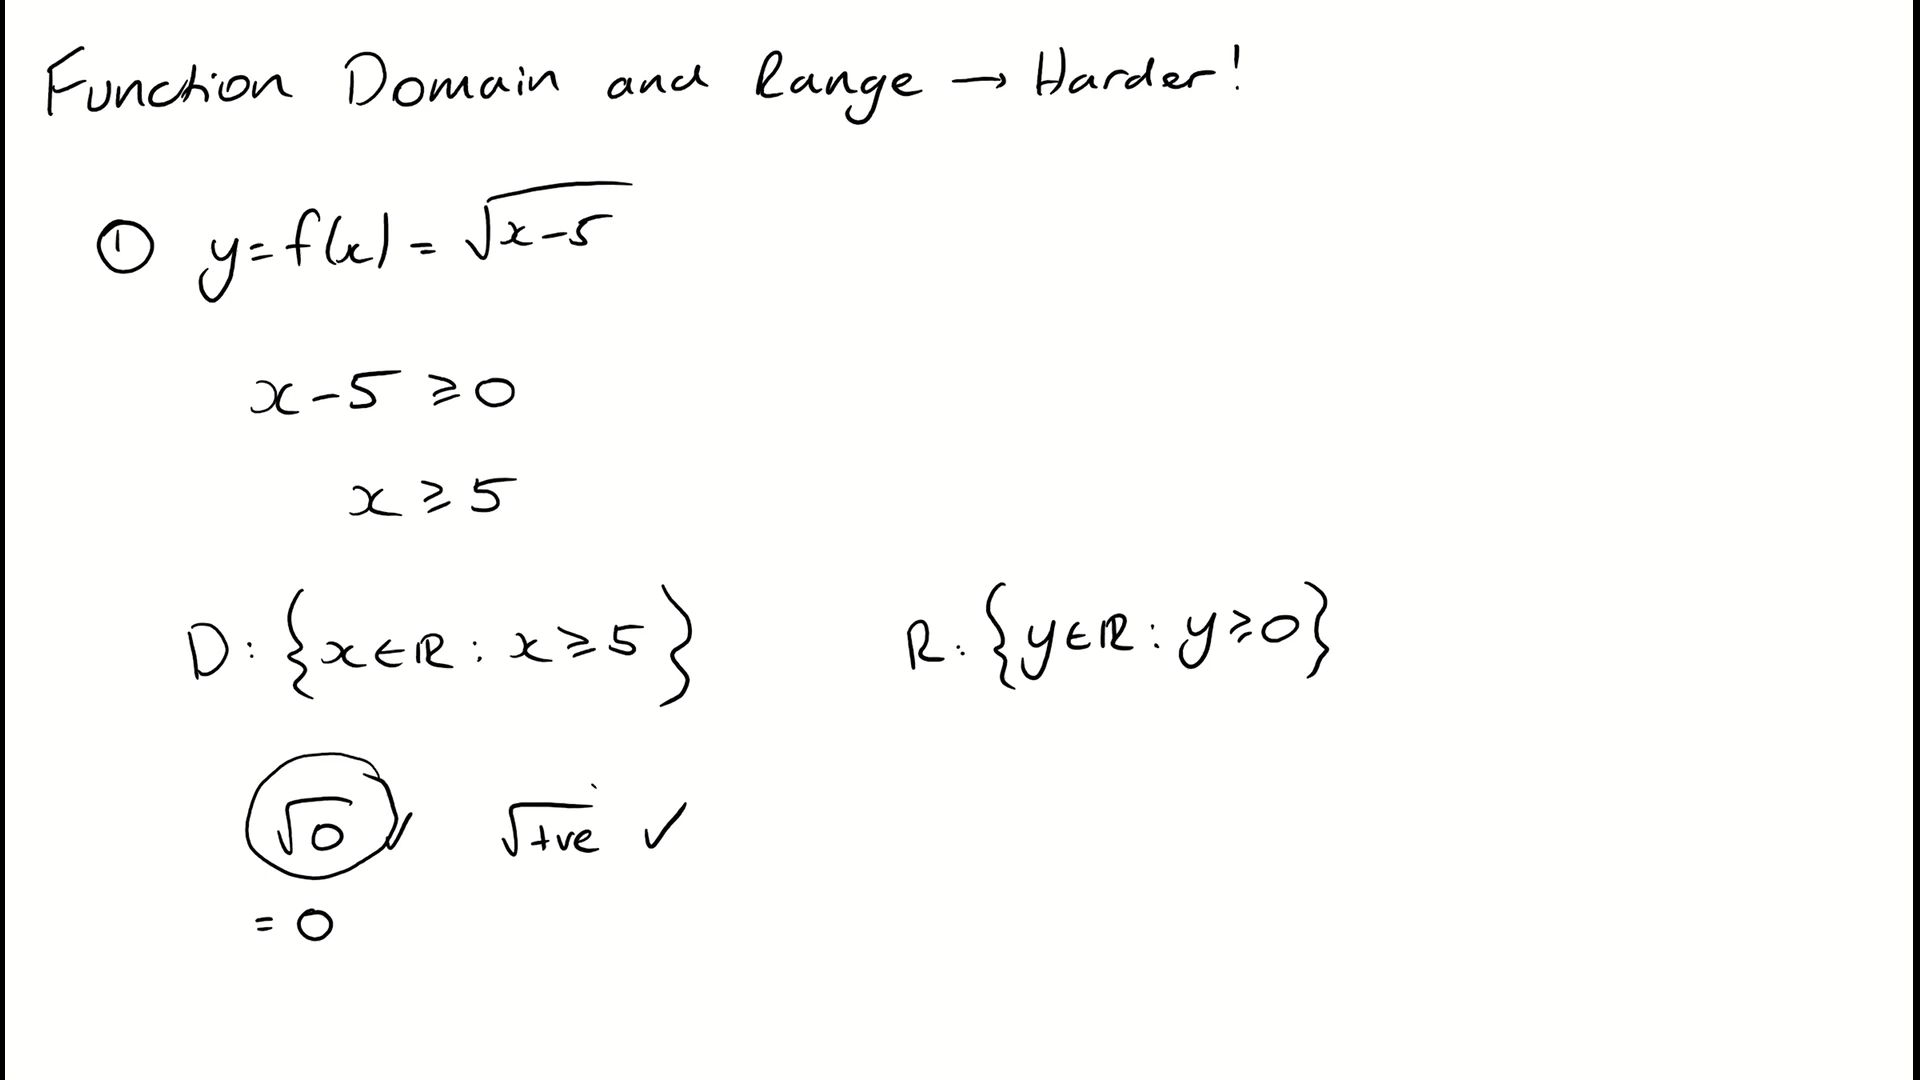 Function Domain and Range → Harder!
① y=f(x) = √x-5
x-5 ⩾0
x ⩾5
D: {x∈ℝ : x⩾5} R: {y∈ℝ: y⩾0}
√0 ✓ √+ve ✓
= 0